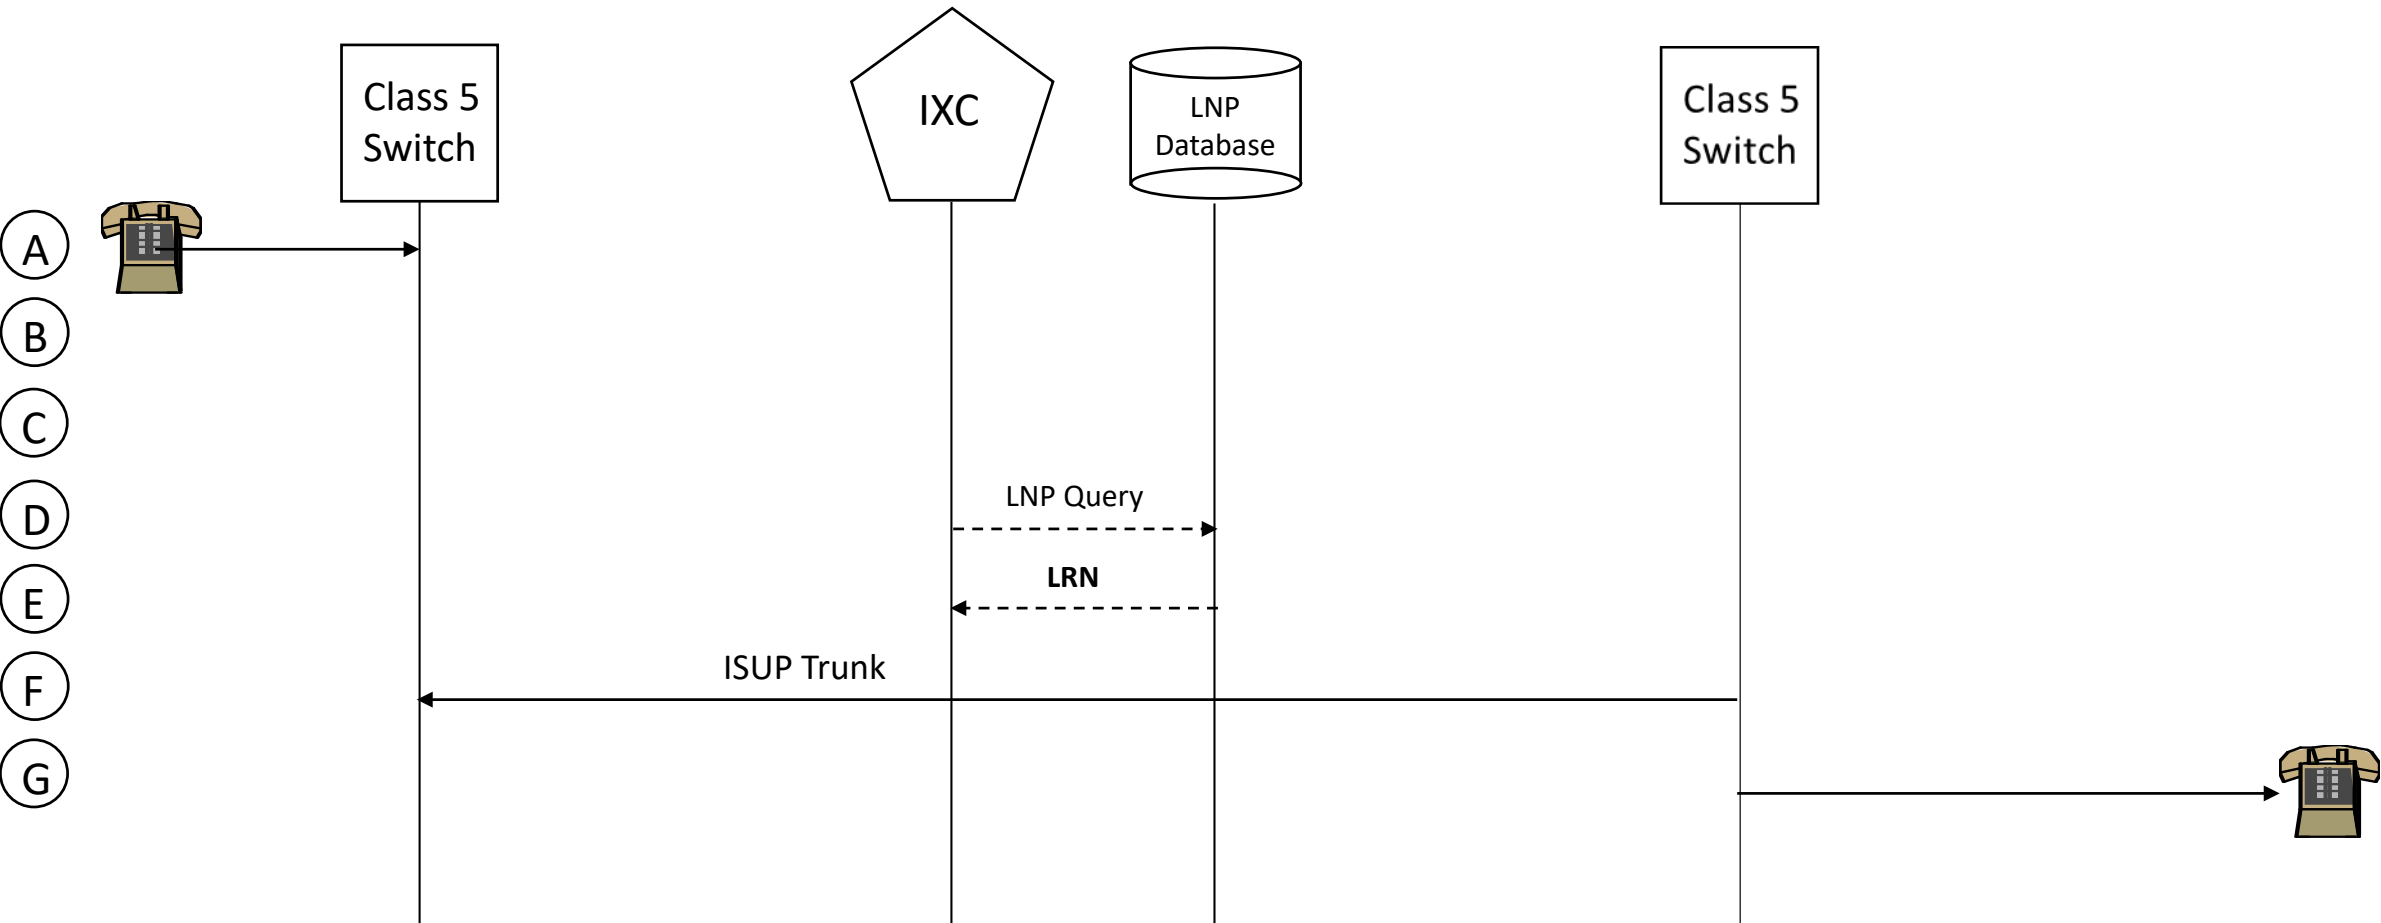 Class 5
Switch
IXC
LNP
Database
Class 5
Switch
A
B
C
D
LNP Query
E
LRN
F
ISUP Trunk
G